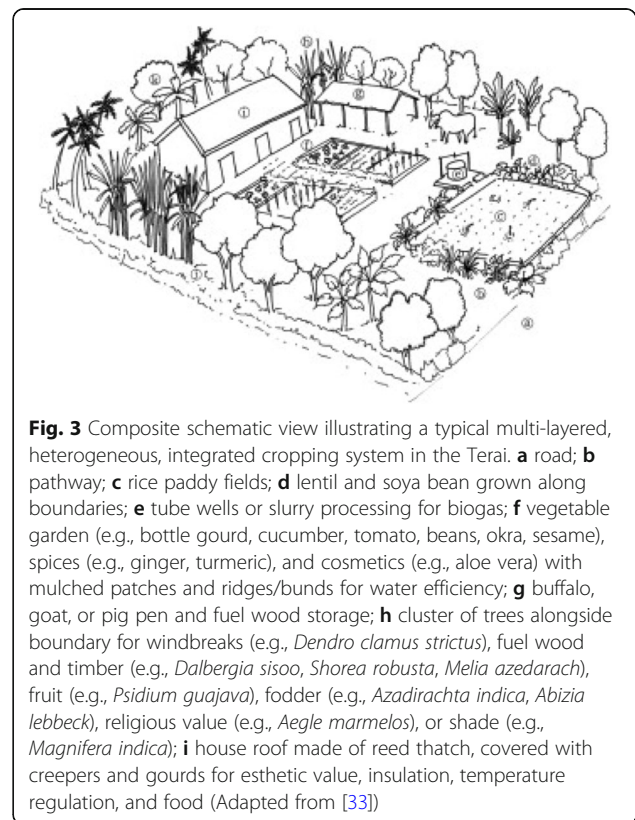 h
g
i
f
d
e
c
b
a
Fig. 3 Composite schematic view illustrating a typical multi-layered,
heterogeneous, integrated cropping system in the Terai. a road; b
pathway; c rice paddy fields; d lentil and soya bean grown along
boundaries; e tube wells or slurry processing for biogas; f vegetable
garden (e.g., bottle gourd, cucumber, tomato, beans, okra, sesame),
spices (e.g., ginger, turmeric), and cosmetics (e.g., aloe vera) with
mulched patches and ridges/bunds for water efficiency; g buffalo,
goat, or pig pen and fuel wood storage; h cluster of trees alongside
boundary for windbreaks (e.g., Dendro clamus strictus), fuel wood
and timber (e.g., Dalbergia sisoo, Shorea robusta, Melia azedarach),
fruit (e.g., Psidium guajava), fodder (e.g., Azadirachta indica, Abizia
lebbeck), religious value (e.g., Aegle marmelos), or shade (e.g.,
Magnifera indica); i house roof made of reed thatch, covered with
creepers and gourds for esthetic value, insulation, temperature
regulation, and food (Adapted from [33])